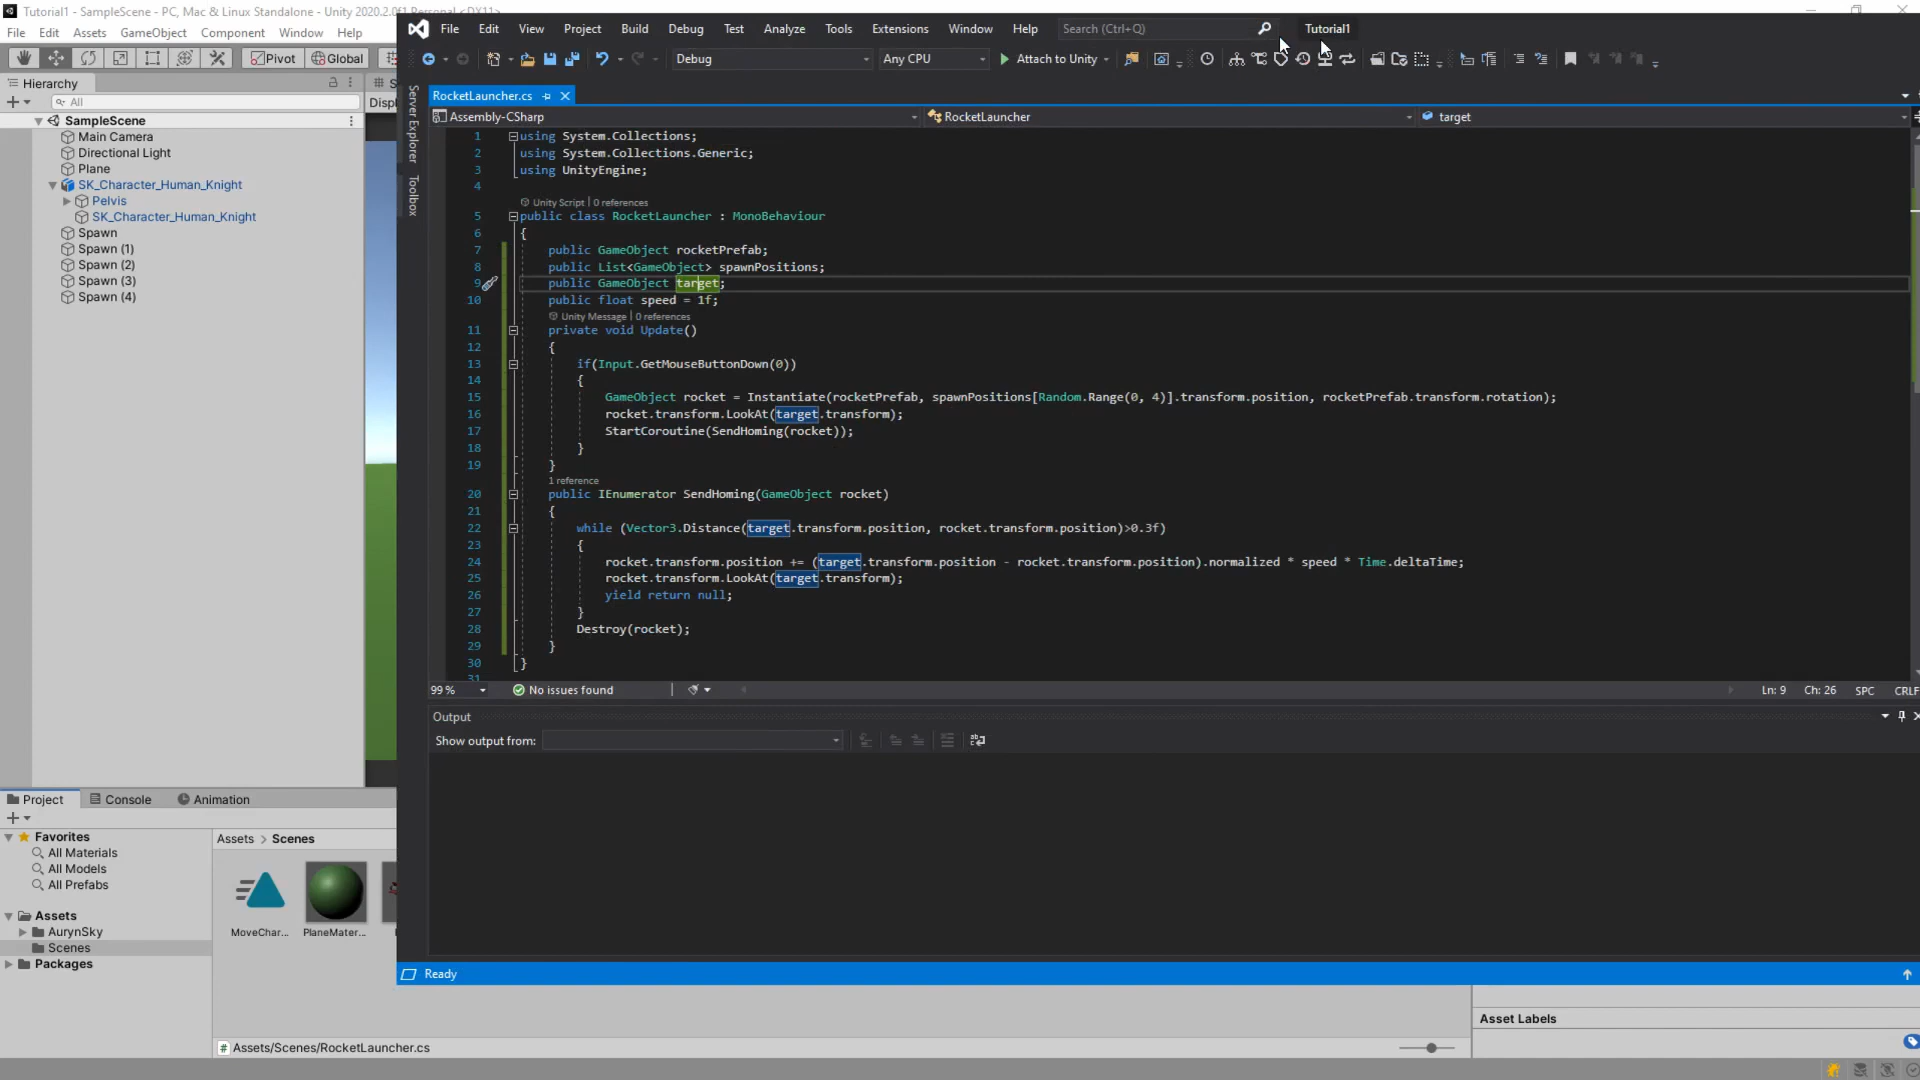 Tutorial1 - SampleScene - PC, Mac & Linux Standalone - Unity 2020.2.0f1 Personal <DX11>
File Edit Assets GameObject Component Window Help
Pivot Global
Hierarchy
All
SampleScene
Main Camera
Directional Light
Plane
SK_Character_Human_Knight
Pelvis
SK_Character_Human_Knight
Spawn
Spawn (1)
Spawn (2)
Spawn (3)
Spawn (4)
File Edit View Project Build Debug Test Analyze Tools Extensions Window Help Search (Ctrl+Q) Tutorial1
Debug Any CPU Attach to Unity
Server Explorer
Toolbox
RocketLauncher.cs
Assembly-CSharp RocketLauncher target
1 using System.Collections;
2 using System.Collections.Generic;
3 using UnityEngine;
4
Unity Script | 0 references
5 public class RocketLauncher : MonoBehaviour
6 {
7 public GameObject rocketPrefab;
8 public List<GameObject> spawnPositions;
9 public GameObject target;
10 public float speed = 1f;
Unity Message | 0 references
11 private void Update()
12 {
13 if(Input.GetMouseButtonDown(0))
14 {
15 GameObject rocket = Instantiate(rocketPrefab, spawnPositions[Random.Range(0, 4)].transform.position, rocketPrefab.transform.rotation);
16 rocket.transform.LookAt(target.transform);
17 StartCoroutine(SendHoming(rocket));
18 }
19 }
1 reference
20 public IEnumerator SendHoming(GameObject rocket)
21 {
22 while (Vector3.Distance(target.transform.position, rocket.transform.position)>0.3f)
23 {
24 rocket.transform.position += (target.transform.position - rocket.transform.position).normalized * speed * Time.deltaTime;
25 rocket.transform.LookAt(target.transform);
26 yield return null;
27 }
28 Destroy(rocket);
29 }
30 }
31
99 % No issues found Ln: 9 Ch: 26 SPC CRLF
Output
Show output from:
Ready
Project Console Animation
Favorites
All Materials
All Models
All Prefabs
Assets
AurynSky
Scenes
Packages
Assets > Scenes
MoveChar... PlaneMater...
Assets/Scenes/RocketLauncher.cs
Asset Labels